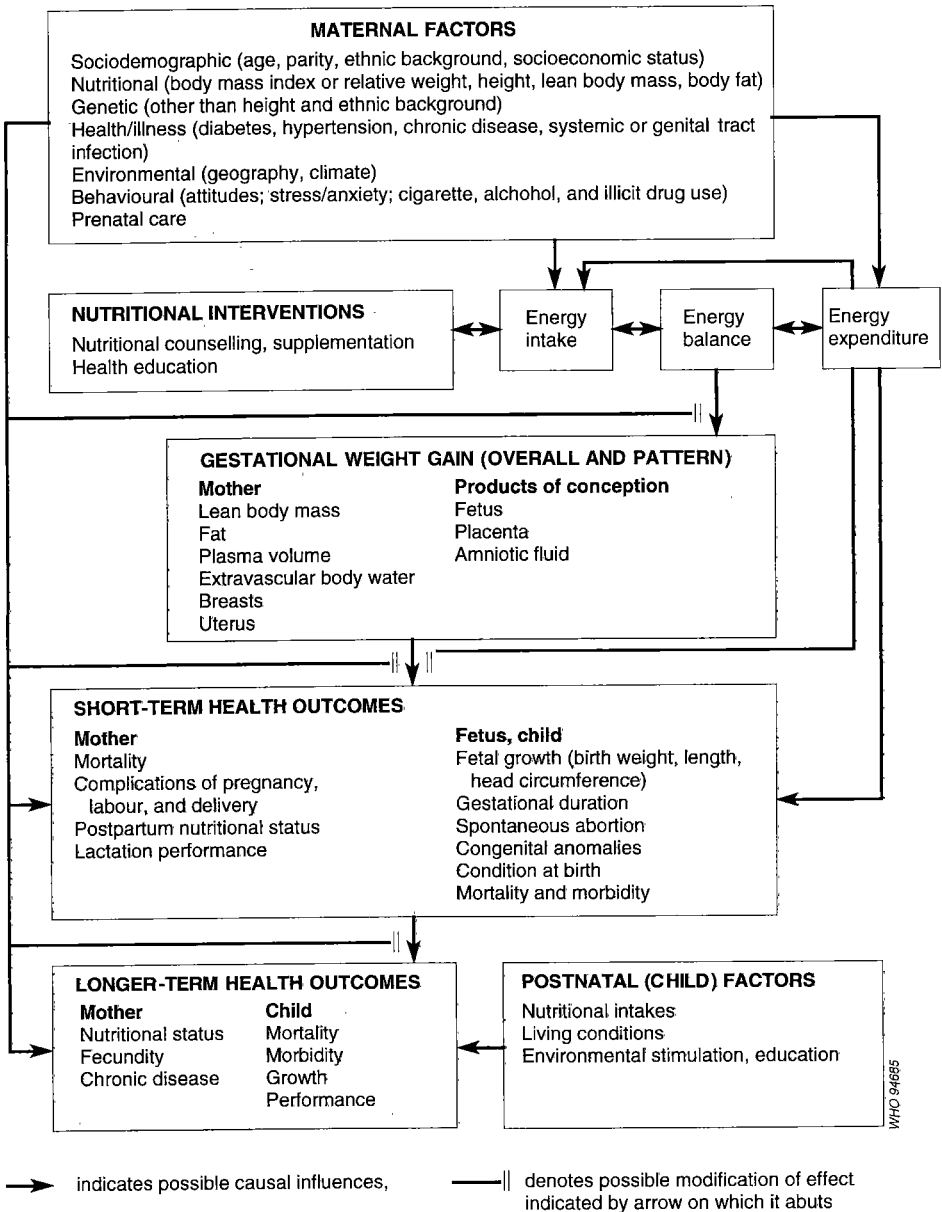 MATERNAL FACTORS
Sociodemographic (age, parity, ethnic background, socioeconomic status)
Nutritional (body mass index or relative weight, height, lean body mass, body fat)
Genetic (other than height and ethnic background)
Health/illness (diabetes, hypertension, chronic disease, systemic or genital tract
infection)
Environmental (geography, climate)
Behavioural (attitudes; stress/anxiety; cigarette, alchohol, and illicit drug use)
Prenatal care
NUTRITIONAL INTERVENTIONS
Nutritional counselling, supplementation
Health education
Energy
intake
Energy
balance
Energy
expenditure
GESTATIONAL WEIGHT GAIN (OVERALL AND PATTERN)
Mother
Lean body mass
Fat
Plasma volume
Extravascular body water
Breasts
Uterus
Products of conception
Fetus
Placenta
Amniotic fluid
SHORT-TERM HEALTH OUTCOMES
Mother
Mortality
Complications of pregnancy,
labour, and delivery
Postpartum nutritional status
Lactation performance
Fetus, child
Fetal growth (birth weight, length,
head circumference)
Gestational duration
Spontaneous abortion
Congenital anomalies
Condition at birth
Mortality and morbidity
LONGER-TERM HEALTH OUTCOMES
Mother
Nutritional status
Fecundity
Chronic disease
Child
Mortality
Morbidity
Growth
Performance
POSTNATAL (CHILD) FACTORS
Nutritional intakes
Living conditions
Environmental stimulation, education
WHO 94685
indicates possible causal influences,
denotes possible modification of effect
indicated by arrow on which it abuts